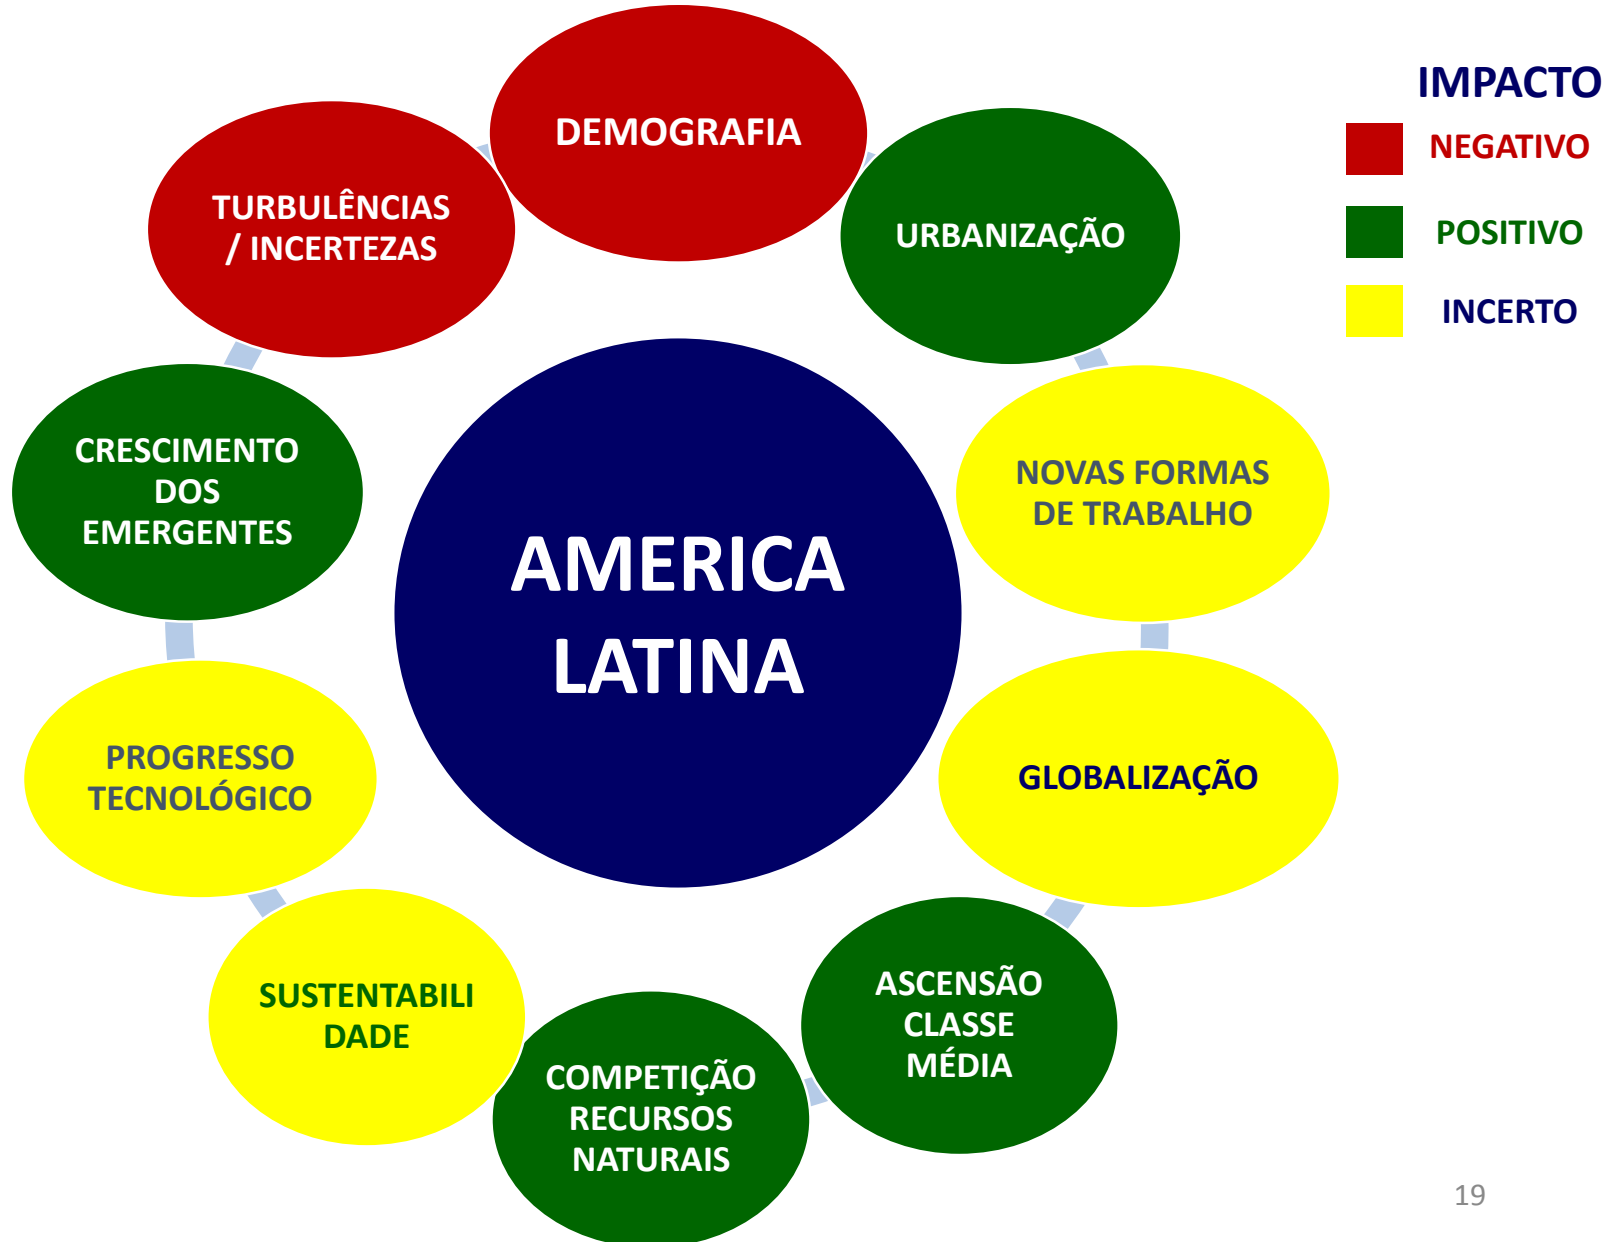 IMPACTO
NEGATIVO
POSITIVO
INCERTO
DEMOGRAFIA
URBANIZAÇÃO
NOVAS FORMAS
DE TRABALHO
GLOBALIZAÇÃO
ASCENSÃO
CLASSE
MÉDIA
COMPETIÇÃO
RECURSOS
NATURAIS
SUSTENTABILI
DADE
PROGRESSO
TECNOLÓGICO
CRESCIMENTO
DOS
EMERGENTES
TURBULÊNCIAS
/ INCERTEZAS
AMERICA
LATINA
19